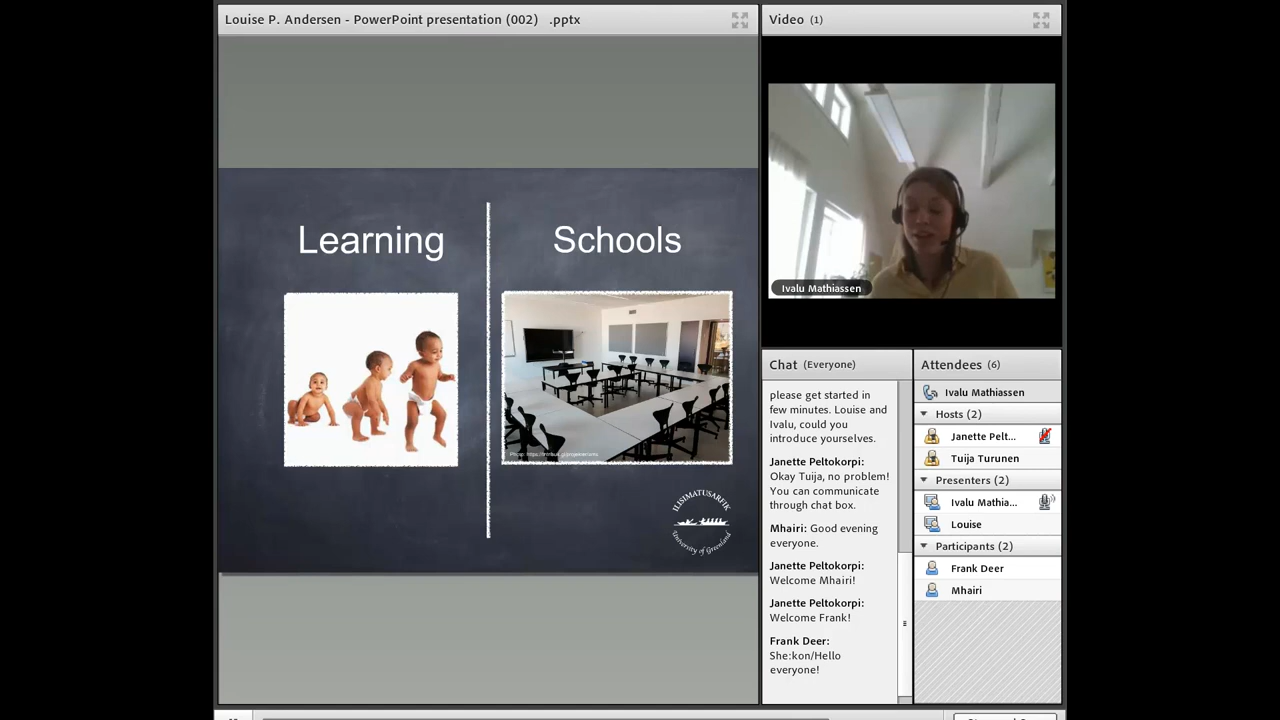 Louise P. Andersen - PowerPoint presentation (002) .pptx
Learning
Schools
ILISIMATUSARFIK
University of Greenland
Video (1)
Ivalu Mathiassen
Chat (Everyone)
please get started in
few minutes. Louise and
Ivalu, could you
introduce yourselves.
Janette Peltokorpi:
Okay Tuija, no problem!
You can communicate
through chat box.
Mhairi: Good evening
everyone.
Janette Peltokorpi:
Welcome Mhairi!
Janette Peltokorpi:
Welcome Frank!
Frank Deer:
She:kon/Hello
everyone!
Attendees (6)
Ivalu Mathiassen
Hosts (2)
Janette Pelt...
Tuija Turunen
Presenters (2)
Ivalu Mathia...
Louise
Participants (2)
Frank Deer
Mhairi